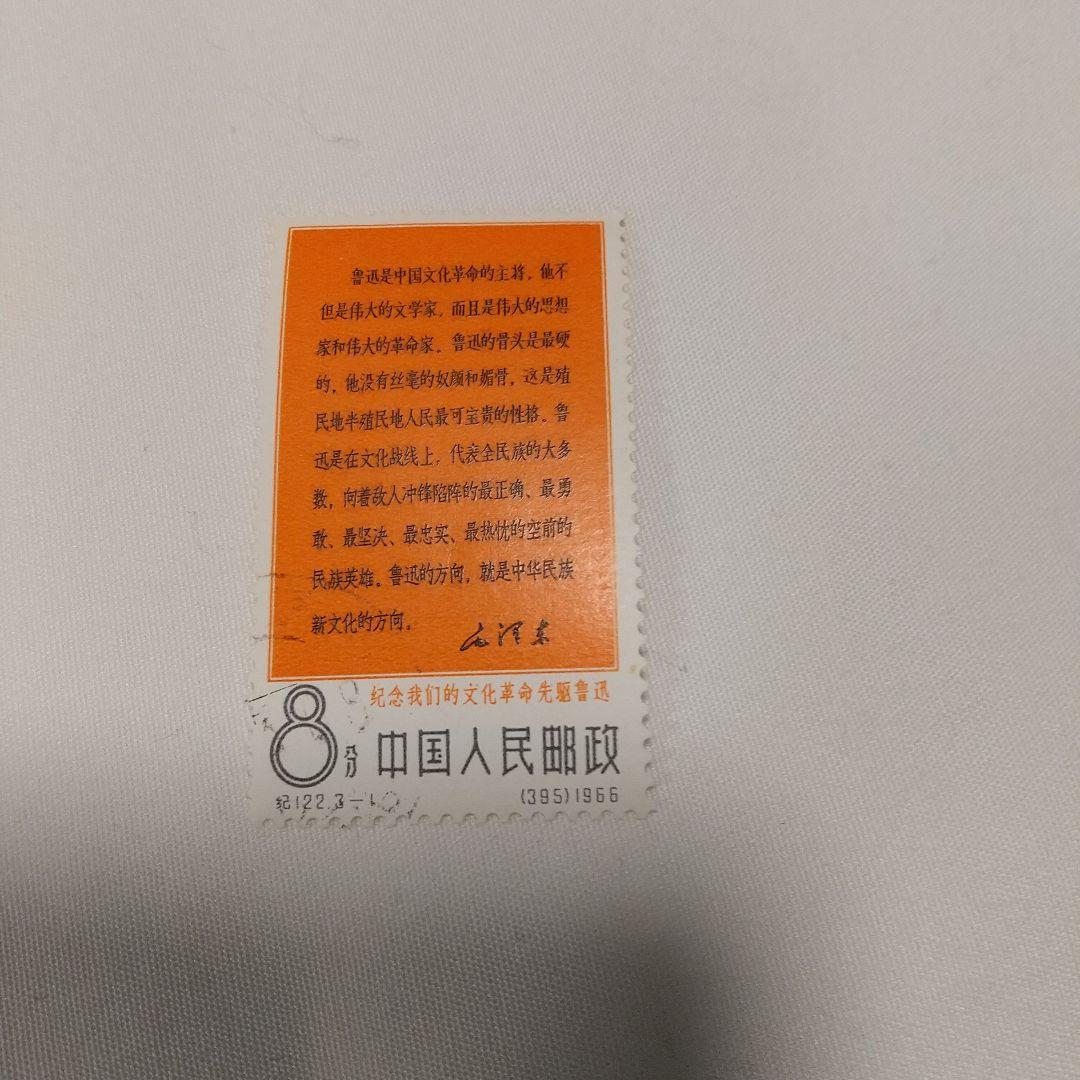 鲁迅是中国文化革命的主将，他不
但是伟大的文学家，而且是伟大的思想
家和伟大的革命家。鲁迅的骨头是最硬
的，他没有丝毫的奴颜和媚骨，这是殖
民地半殖民地人民最可宝贵的性格。鲁
迅是在文化战线上，代表全民族的大多
数，向着敌人冲锋陷阵的最正确、最勇
敢、最坚决、最忠实、最热忱的空前的
民族英雄。鲁迅的方向，就是中华民族
新文化的方向。
毛泽东
纪念我们的文化革命先驱鲁迅
8分 中国人民邮政
纪122.3-1 (395)1966